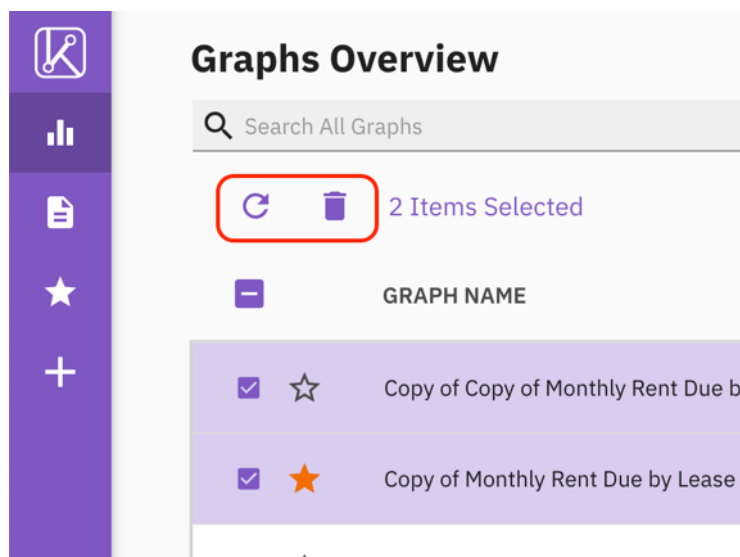 Graphs Overview
Search All Graphs
2 Items Selected
GRAPH NAME
Copy of Copy of Monthly Rent Due b
Copy of Monthly Rent Due by Lease